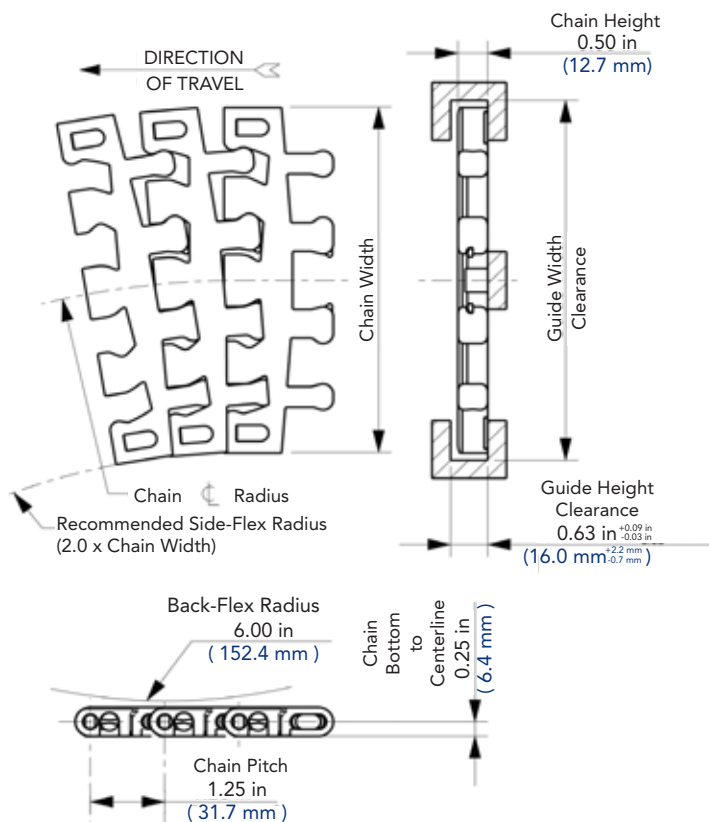 DIRECTION
OF TRAVEL
Chain Height
0.50 in
(12.7 mm)
Chain Width
Guide Width
Clearance
Chain ℄ Radius
Recommended Side-Flex Radius
(2.0 x Chain Width)
Guide Height
Clearance
0.63 in +0.09 in -0.03 in
(16.0 mm +2.2 mm -0.7 mm )
Back-Flex Radius
6.00 in
( 152.4 mm )
Chain
Bottom
to
Centerline
0.25 in
( 6.4 mm )
Chain Pitch
1.25 in
( 31.7 mm )